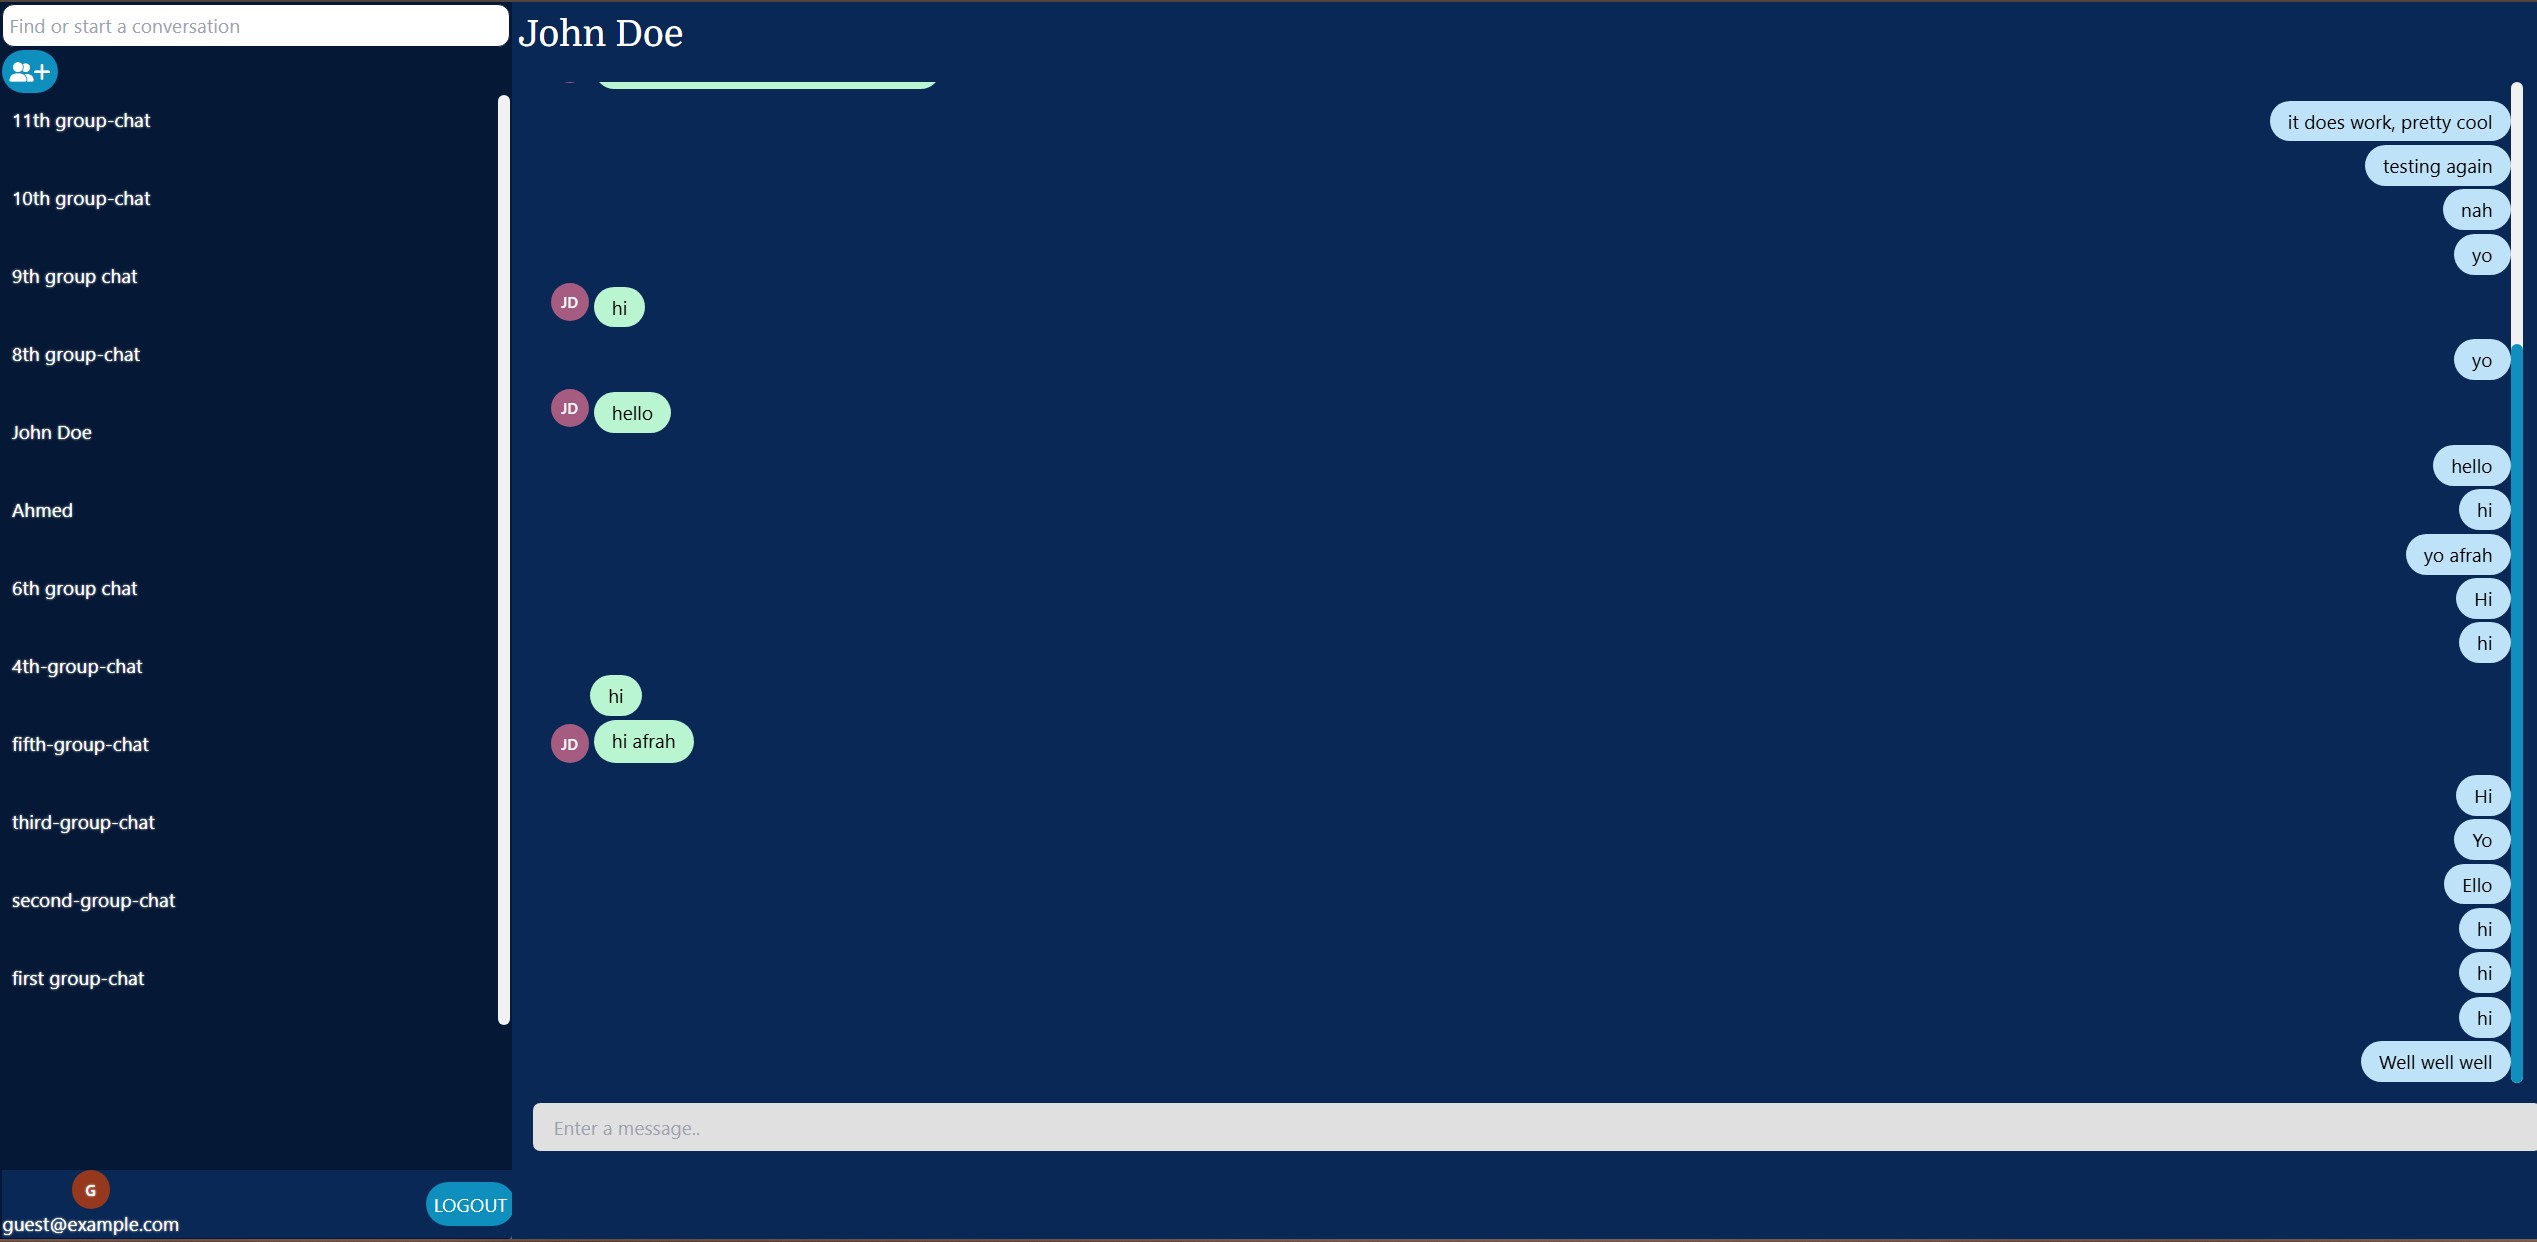 Find or start a conversation
11th group-chat
10th group-chat
9th group chat
8th group-chat
John Doe
Ahmed
6th group chat
4th-group-chat
fifth-group-chat
third-group-chat
second-group-chat
first group-chat
G
guest@example.com
LOGOUT
John Doe
it does work, pretty cool
testing again
nah
yo
JD
hi
yo
JD
hello
hello
hi
yo afrah
Hi
hi
hi
JD
hi afrah
Hi
Yo
Ello
hi
hi
hi
Well well well
Enter a message..